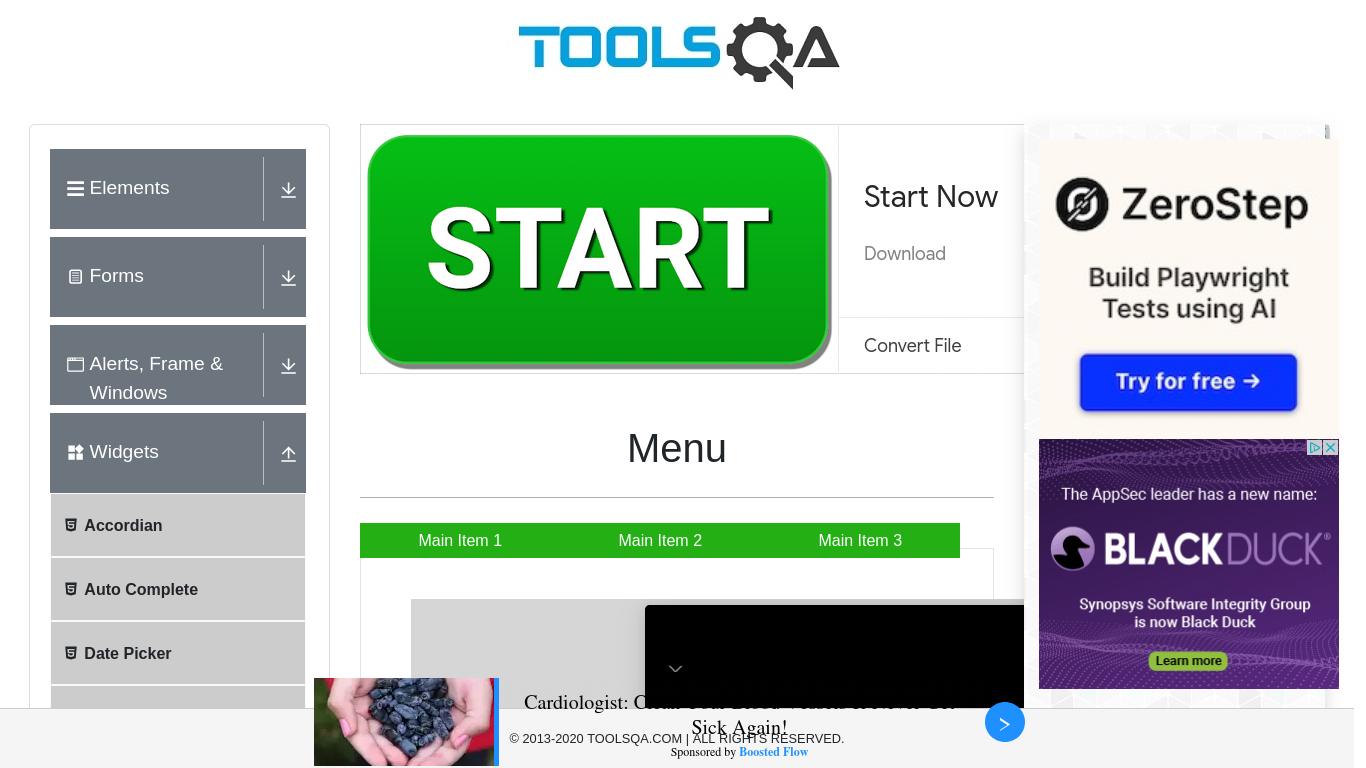 TOOLSQA
Elements
Forms
Alerts, Frame &
Windows
Widgets
Accordian
Auto Complete
Date Picker
START
Start Now
Download
Convert File
Menu
Main Item 1
Main Item 2
Main Item 3
ZeroStep
Build Playwright
Tests using AI
Try for free →
The AppSec leader has a new name:
BLACKDUCK®
Synopsys Software Integrity Group
is now Black Duck
Learn more
Cardiologist:
Sick Again!
© 2013-2020 TOOLSQA.COM | ALL RIGHTS RESERVED.
Sponsored by Boosted Flow